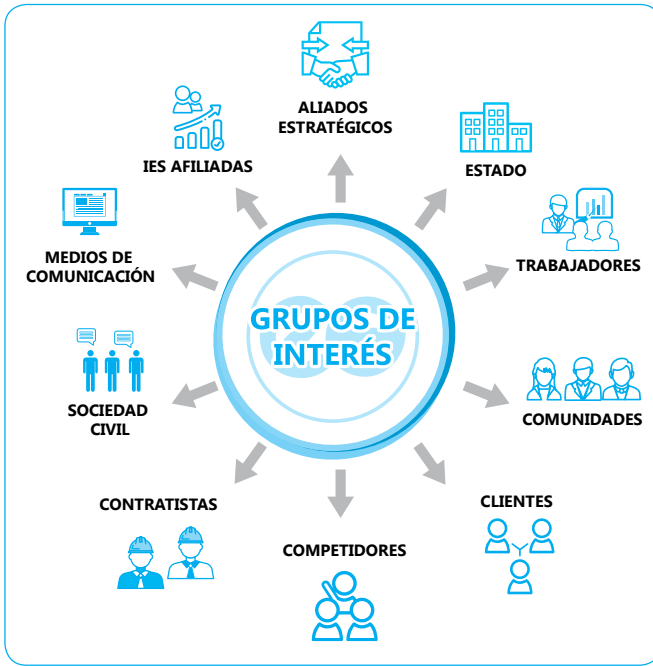 ALIADOS
ESTRATÉGICOS
IES AFILIADAS
ESTADO
MEDIOS DE
COMUNICACIÓN
TRABAJADORES
GRUPOS DE
INTERÉS
SOCIEDAD
CIVIL
COMUNIDADES
CONTRATISTAS
CLIENTES
COMPETIDORES